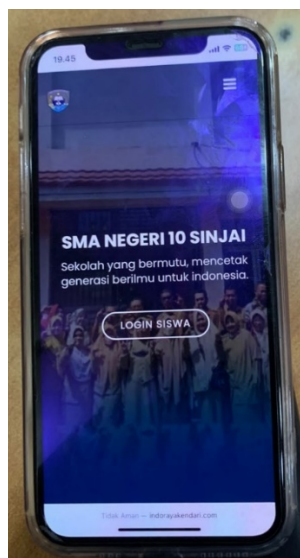 19.45
SMA NEGERI 10 SINJAI
Sekolah yang bermutu, mencetak
generasi berilmu untuk indonesia.
LOGIN SISWA
Tidak Aman — indorayakendari.com